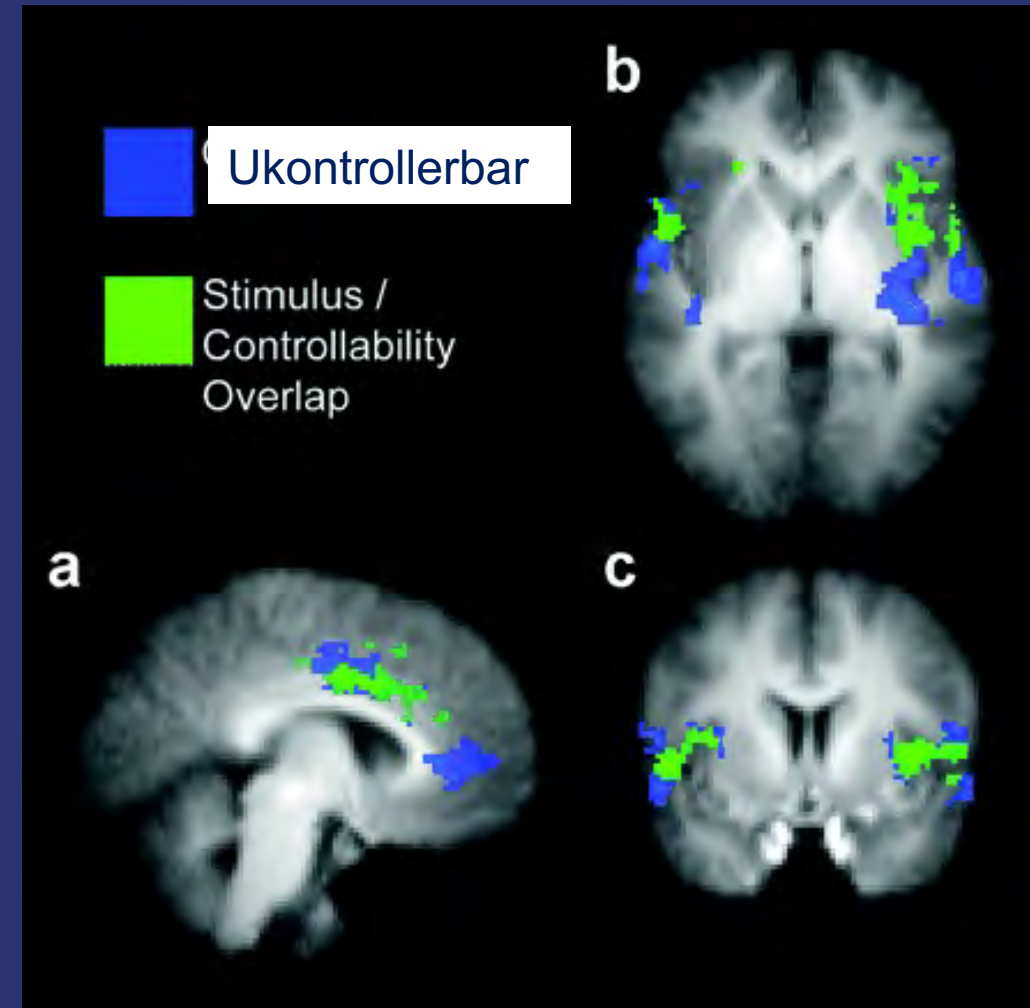 b
Ukontrollerbar
Stimulus /
Controllability
Overlap
a
c